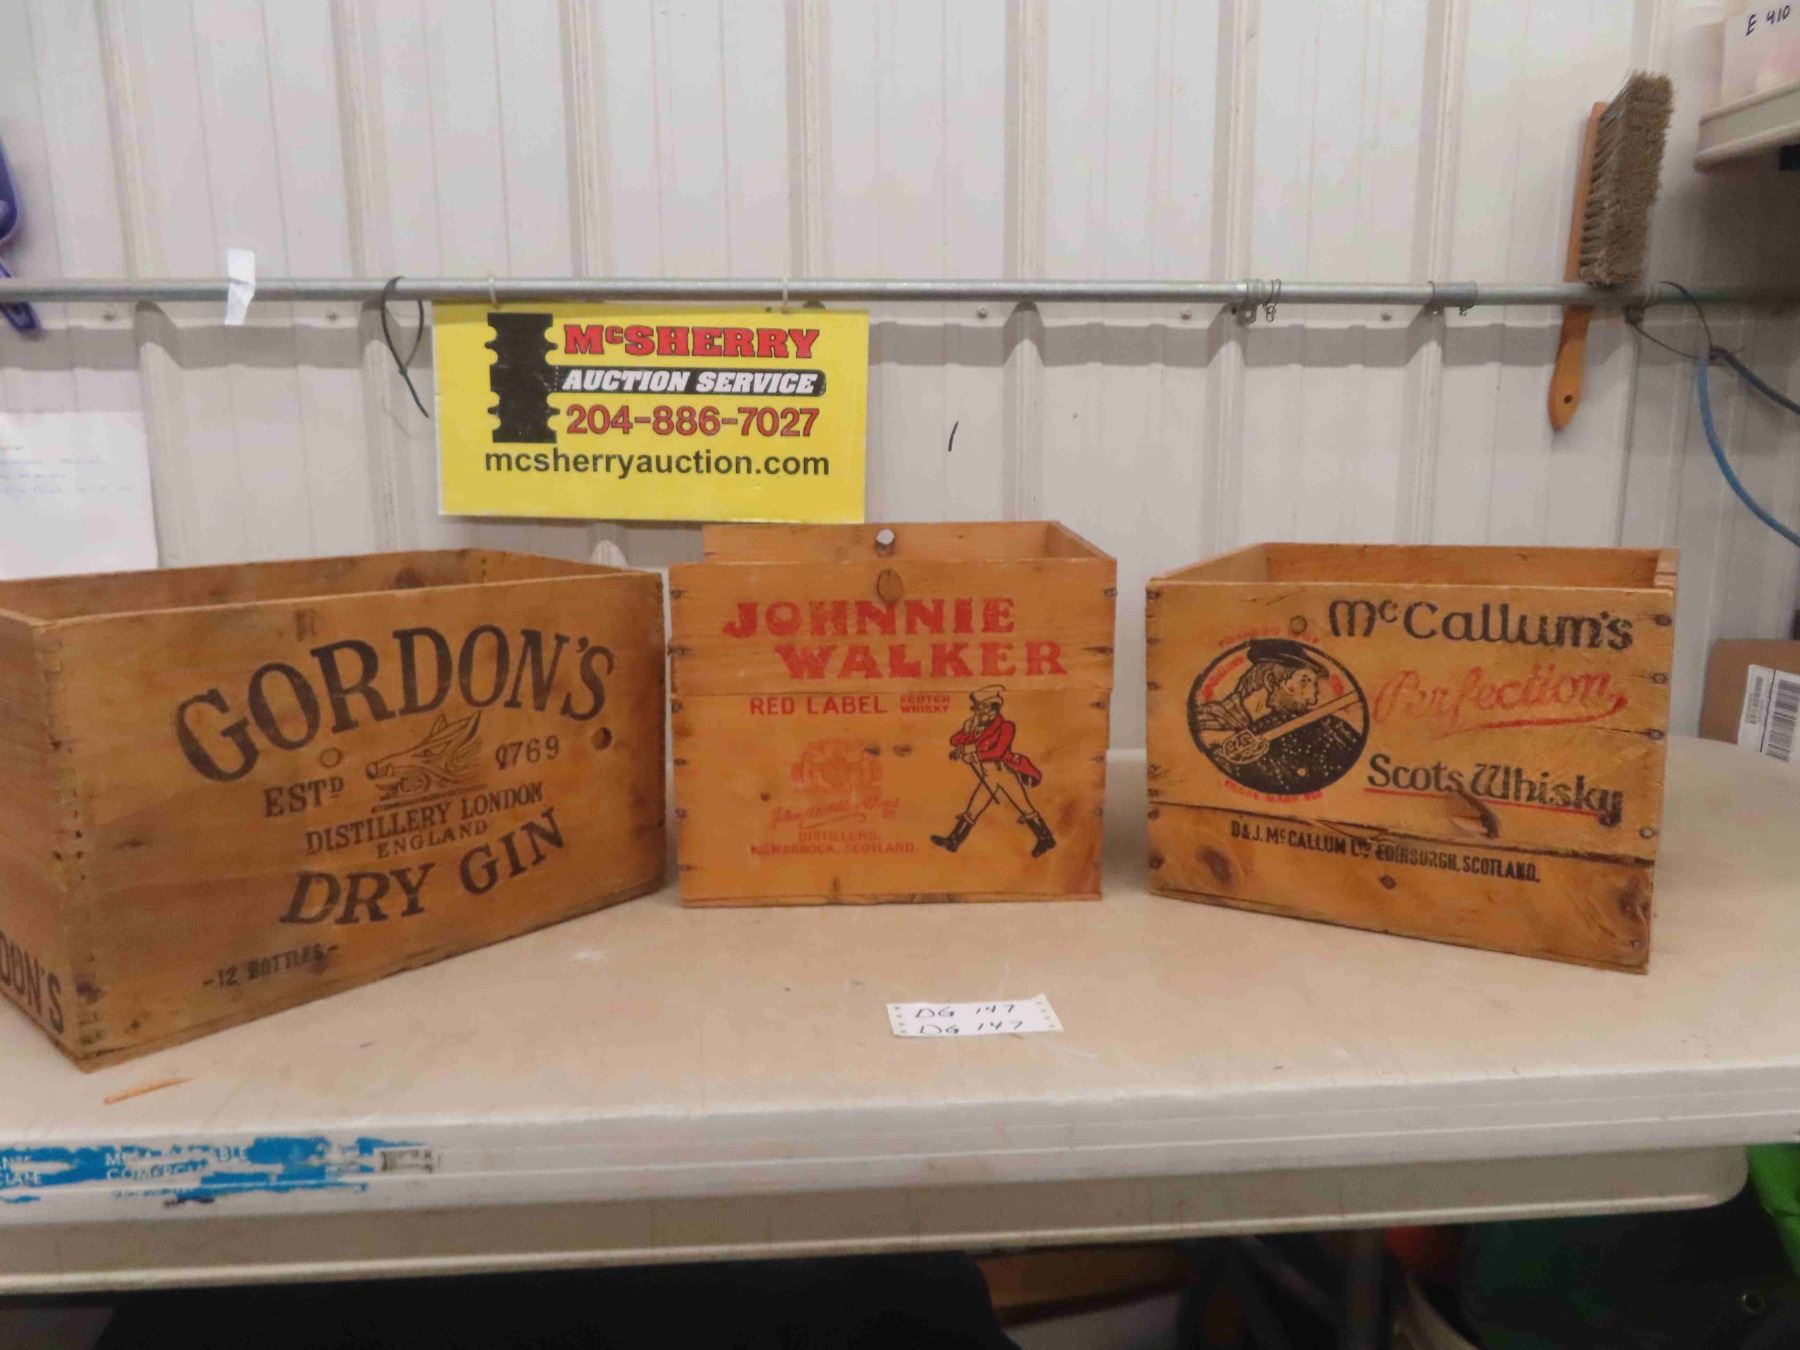 E 410
McSHERRY
AUCTION SERVICE
204-886-7027
mcsherryauction.com
GORDON'S
ESTD 1769
DISTILLERY LONDON
ENGLAND
DRY GIN
-12 BOTTLES-
DON'S
JOHNNIE
WALKER
RED LABEL SCOTCH
WHISKY
DISTILLERS,
KILMARNOCK, SCOTLAND
McCallum's
Perfection
Scots Whisky
TRADE MARK
D & J. McCALLUM LTD EDINBURGH, SCOTLAND.
DG 147
DG 147